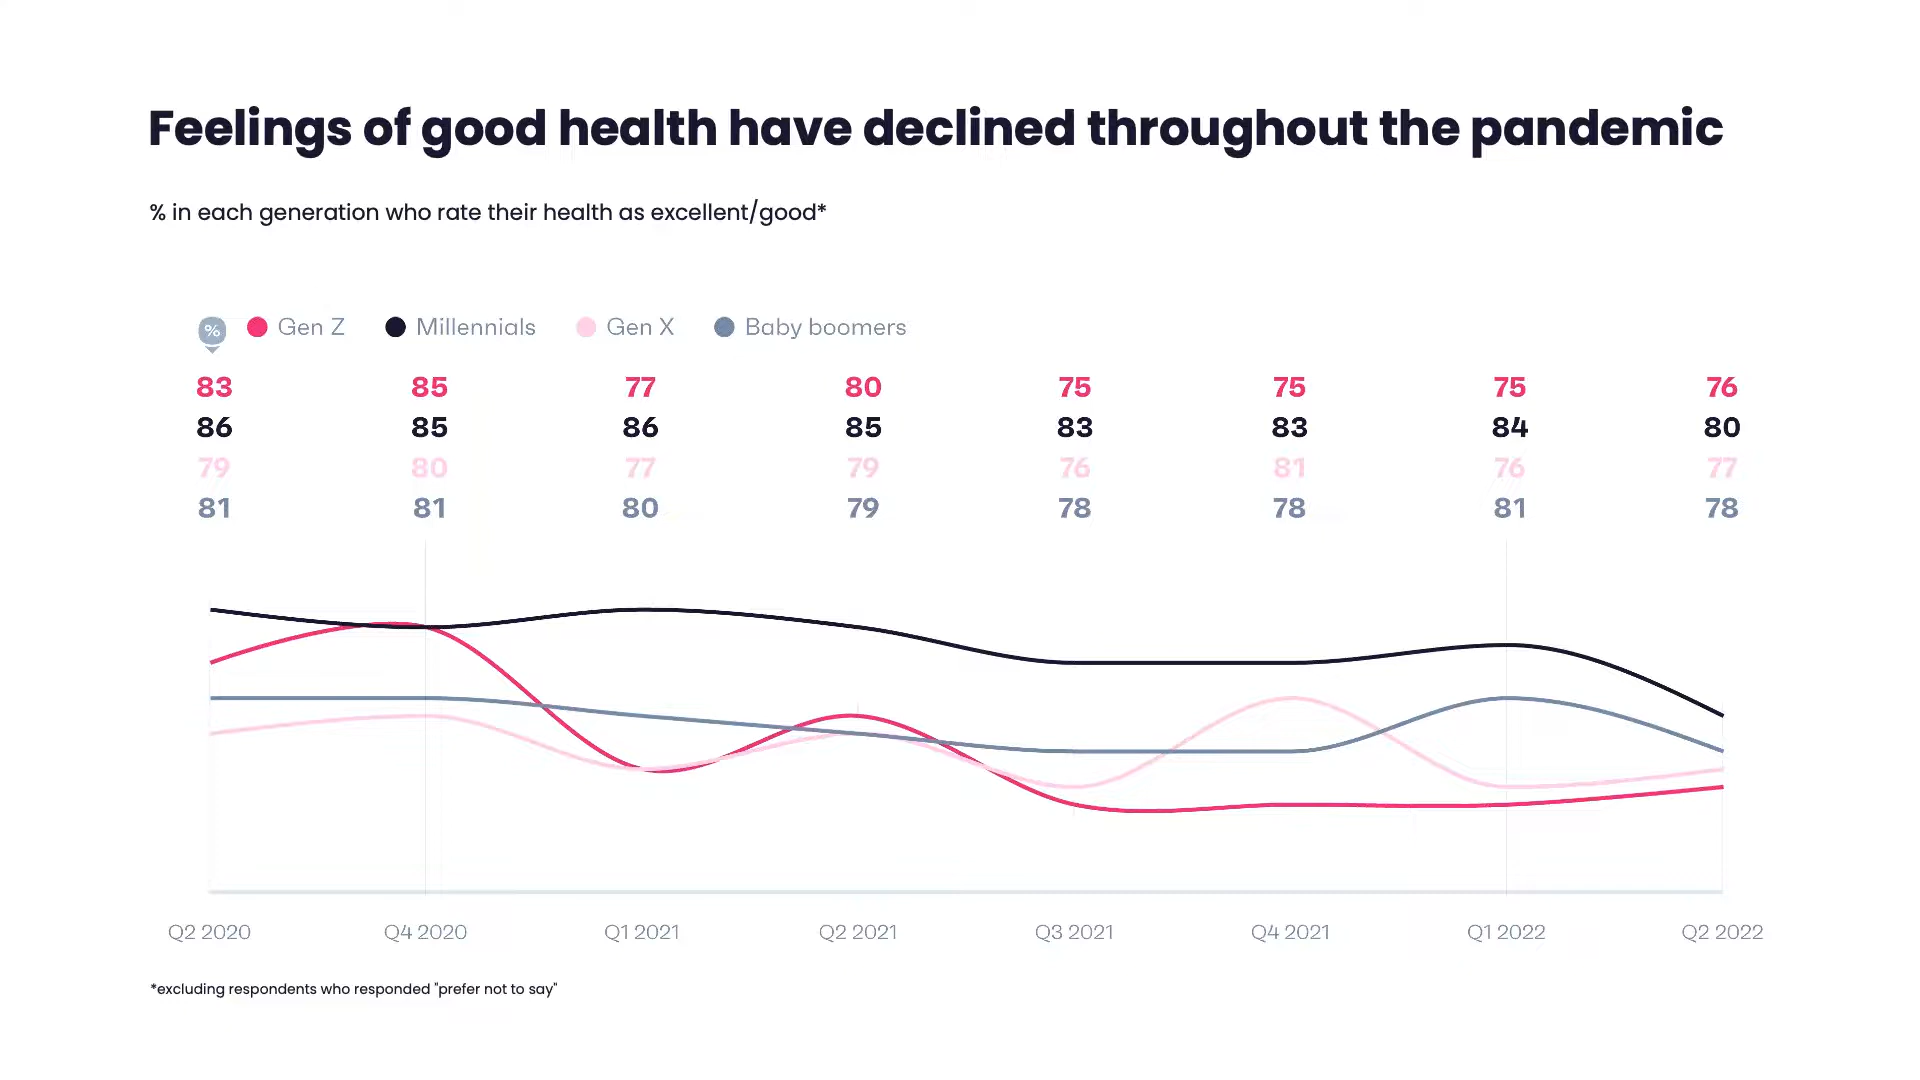 Feelings of good health have declined throughout the pandemic
% in each generation who rate their health as excellent/good*
% Gen Z Millennials Gen X Baby boomers
83 85 77 80 75 75 75 76
86 85 86 85 83 83 84 80
79 80 77 79 76 81 76 77
81 81 80 79 78 78 81 78
Q2 2020 Q4 2020 Q1 2021 Q2 2021 Q3 2021 Q4 2021 Q1 2022 Q2 2022
*excluding respondents who responded "prefer not to say"